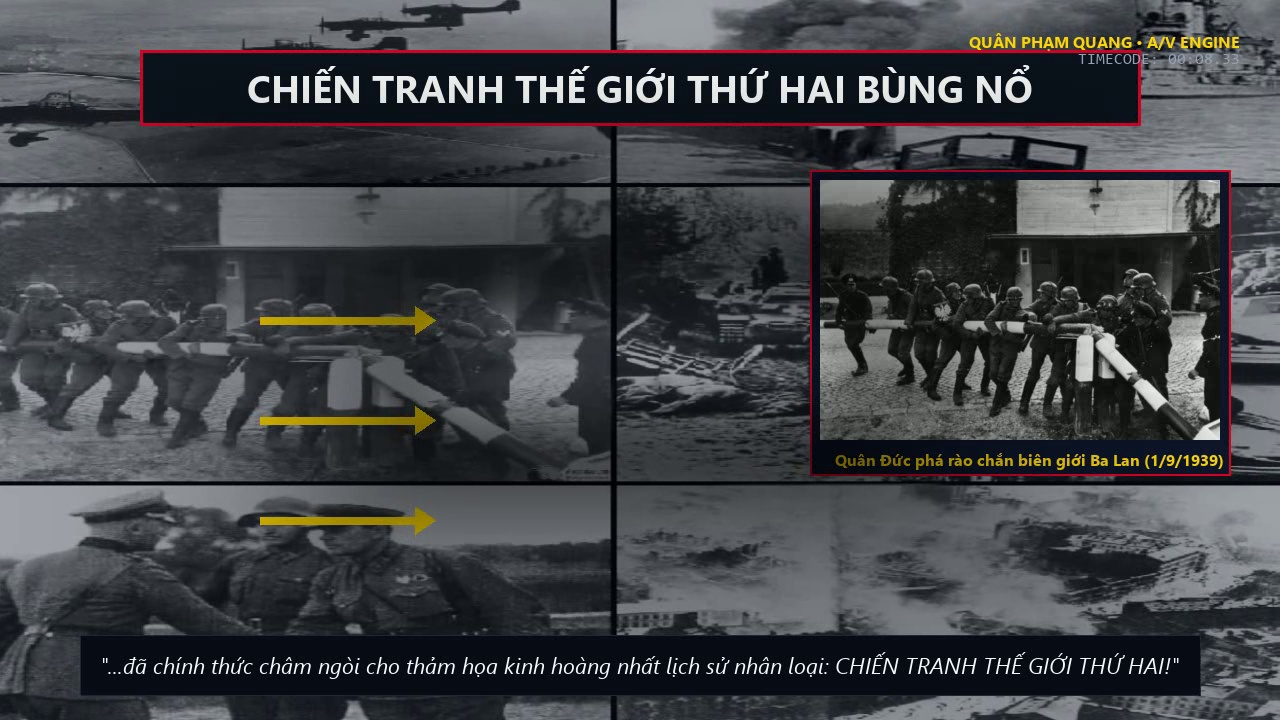 QUÂN PHẠM QUANG • A/V ENGINE
TIMECODE: 00:08.33
CHIẾN TRANH THẾ GIỚI THỨ HAI BÙNG NỔ
Quân Đức phá rào chắn biên giới Ba Lan (1/9/1939)
"...đã chính thức châm ngòi cho thảm họa kinh hoàng nhất lịch sử nhân loại: CHIẾN TRANH THẾ GIỚI THỨ HAI!"